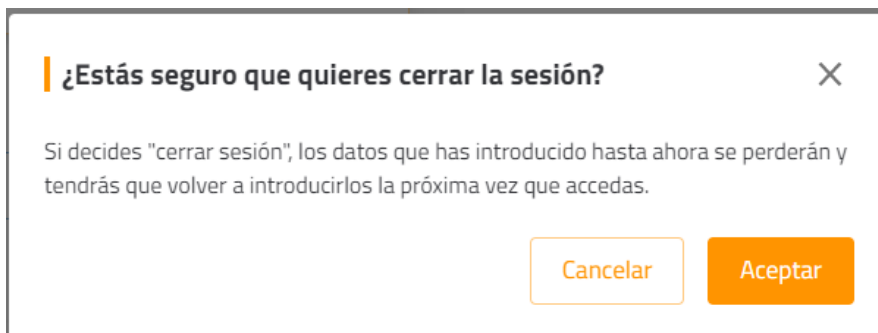 ¿Estás seguro que quieres cerrar la sesión?
Si decides "cerrar sesión", los datos que has introducido hasta ahora se perderán y
tendrás que volver a introducirlos la próxima vez que accedas.
Cancelar
Aceptar